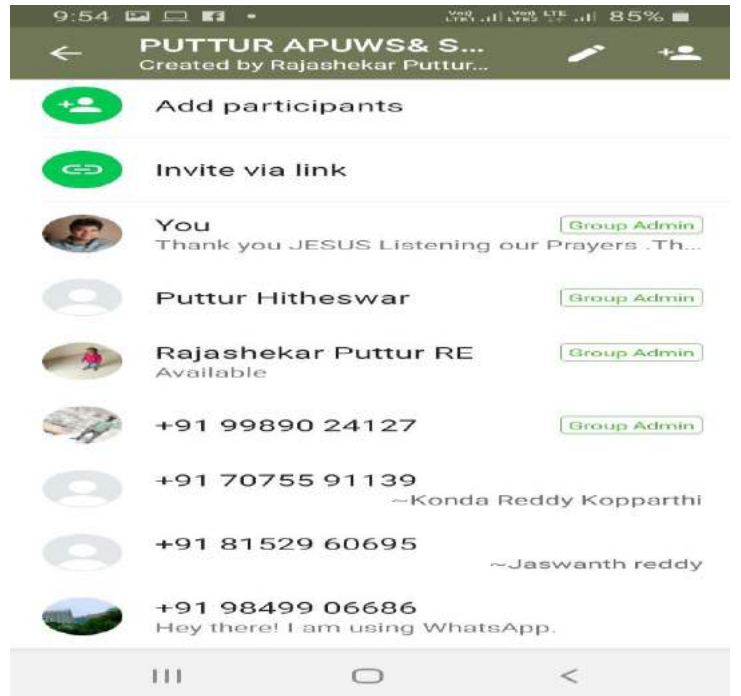 9:54 85%
PUTTUR APUWS& S...
Created by Rajashekar Puttur...
Add participants
Invite via link
You Group Admin
Thank you JESUS Listening our Prayers .Th...
Puttur Hitheswar Group Admin
Rajashekar Puttur RE Group Admin
Available
+91 99890 24127 Group Admin
+91 70755 91139
~Konda Reddy Kopparthi
+91 81529 60695
~Jaswanth reddy
+91 98499 06686
Hey there! I am using WhatsApp.